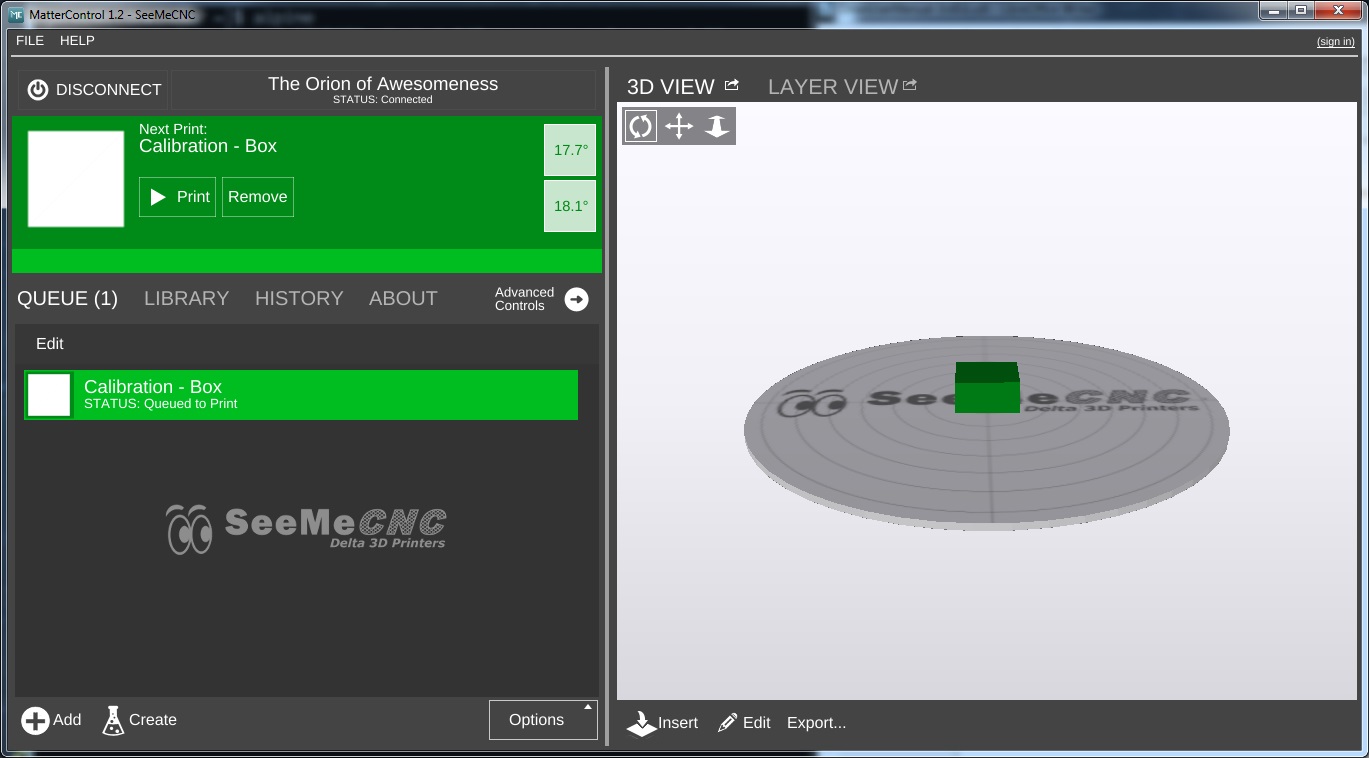 MatterControl 1.2 - SeeMeCNC
FILE HELP
(sign in)
DISCONNECT
The Orion of Awesomeness
STATUS: Connected
Next Print:
Calibration - Box
Print
Remove
17.7°
18.1°
QUEUE (1) LIBRARY HISTORY ABOUT
Advanced
Controls
Edit
Calibration - Box
STATUS: Queued to Print
SeeMeCNC
Delta 3D Printers
Add
Create
Options
3D VIEW
LAYER VIEW
CNC
Delta 3D Printers
Insert
Edit
Export...